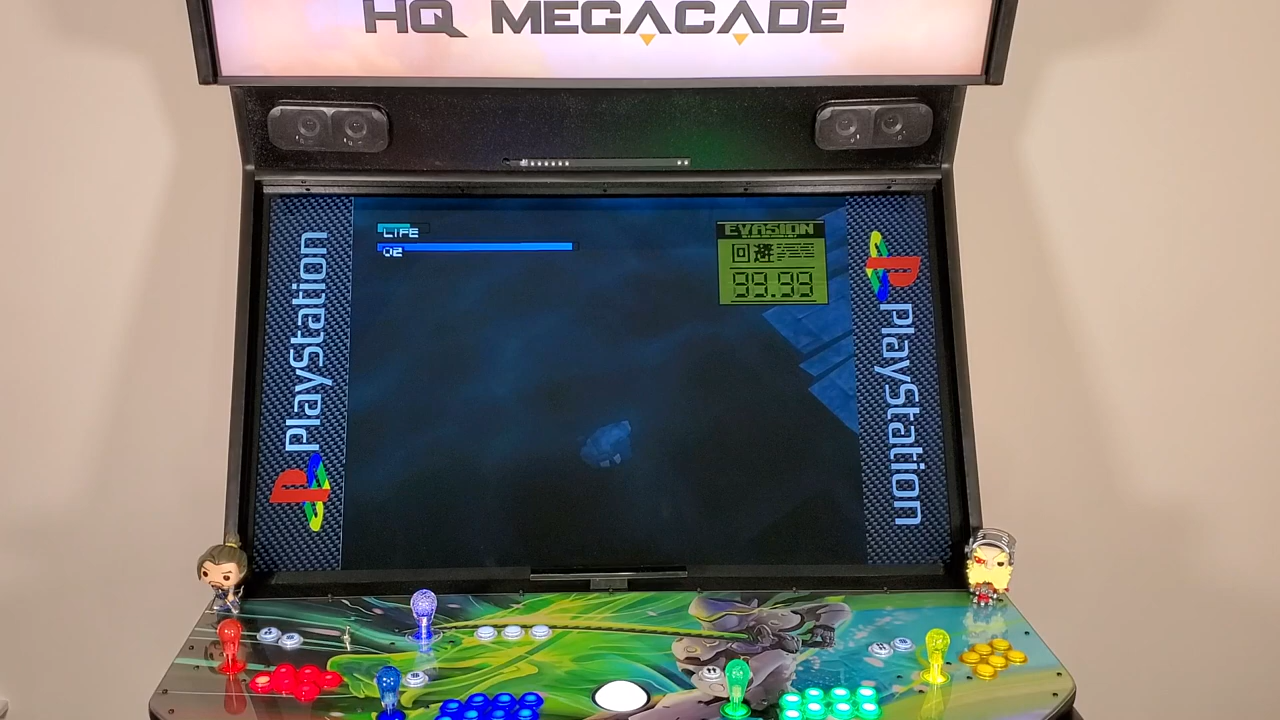 HQ MEGACADE
LIFE
O2
EVASION
回避
99.99
PlayStation
PlayStation